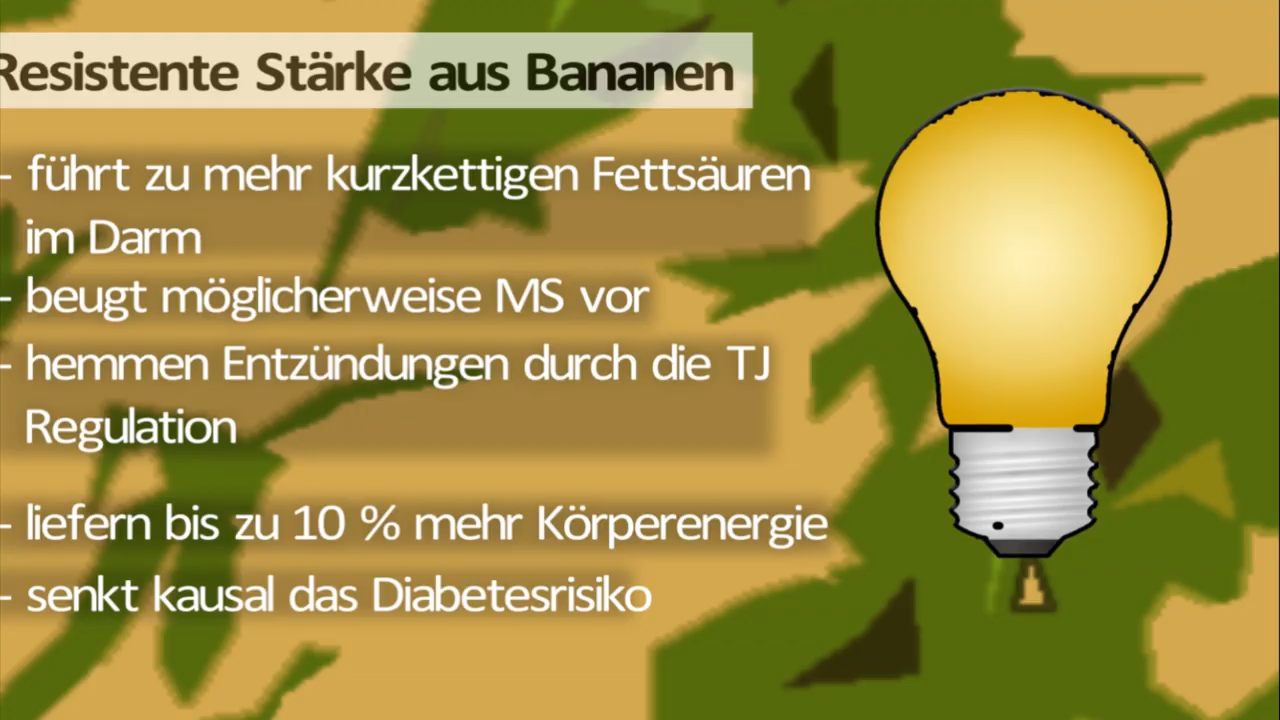 Resistente Stärke aus Bananen
- führt zu mehr kurzkettigen Fettsäuren
im Darm
- beugt möglicherweise MS vor
- hemmen Entzündungen durch die TJ
Regulation
- liefern bis zu 10 % mehr Körperenergie
- senkt kausal das Diabetesrisiko